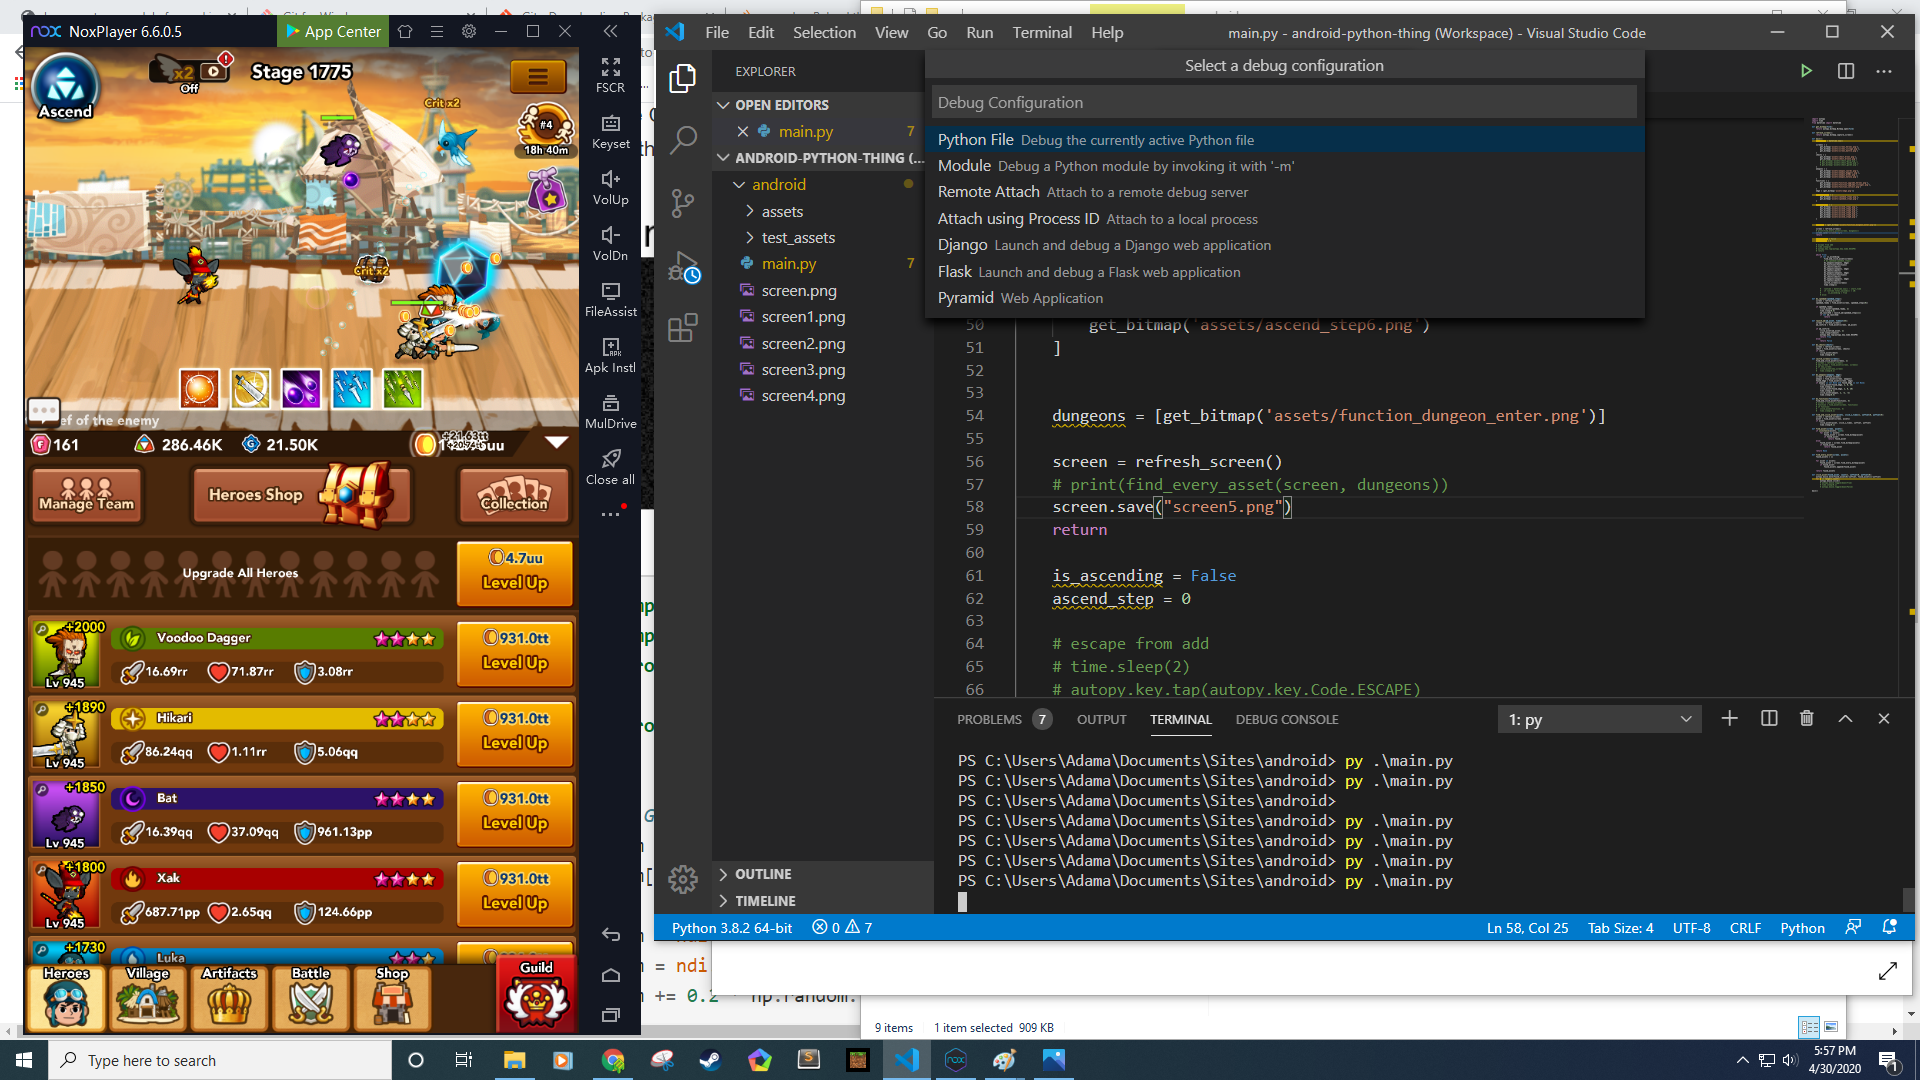 NoxPlayer 6.6.0.5
App Center
Ascend
x2
Off
Stage 1775
Crit x2
#4
18h 40m
Crit x2
ef of the enemy
161
286.46K
21.50K
Manage Team
Heroes Shop
Collection
Upgrade All Heroes
4.7uu
Level Up
+2000
Voodoo Dagger
931.0tt
Lv 945
16.69rr
71.87rr
3.08rr
Level Up
+1890
Hikari
931.0tt
Lv 945
86.24qq
1.11rr
5.06qq
Level Up
+1850
Bat
931.0tt
Lv 945
16.39qq
37.09qq
961.13pp
Level Up
+1800
Xak
931.0tt
Lv 945
687.71pp
2.65qq
124.66pp
Level Up
+1730
Luka
Heroes
Village
Artifacts
Battle
Shop
Guild
FSCR
Keyset
VolUp
VolDn
FileAssist
Apk Instl
MulDrive
Close all
File Edit Selection View Go Run Terminal Help
main.py - android-python-thing (Workspace) - Visual Studio Code
EXPLORER
OPEN EDITORS
main.py 7
ANDROID-PYTHON-THING (...
android
assets
test_assets
main.py 7
screen.png
screen1.png
screen2.png
screen3.png
screen4.png
OUTLINE
TIMELINE
Select a debug configuration
Debug Configuration
Python File Debug the currently active Python file
Module Debug a Python module by invoking it with '-m'
Remote Attach Attach to a remote debug server
Attach using Process ID Attach to a local process
Django Launch and debug a Django web application
Flask Launch and debug a Flask web application
Pyramid Web Application
50 get_bitmap('assets/ascend_step6.png')
51 ]
52
53
54 dungeons = [get_bitmap('assets/function_dungeon_enter.png')]
55
56 screen = refresh_screen()
57 # print(find_every_asset(screen, dungeons))
58 screen.save("screen5.png")
59 return
60
61 is_ascending = False
62 ascend_step = 0
63
64 # escape from add
65 # time.sleep(2)
66 # autopy.key.tap(autopy.key.Code.ESCAPE)
PROBLEMS 7 OUTPUT TERMINAL DEBUG CONSOLE
1: py
PS C:\Users\Adama\Documents\Sites\android> py .\main.py
PS C:\Users\Adama\Documents\Sites\android> py .\main.py
PS C:\Users\Adama\Documents\Sites\android>
PS C:\Users\Adama\Documents\Sites\android> py .\main.py
PS C:\Users\Adama\Documents\Sites\android> py .\main.py
PS C:\Users\Adama\Documents\Sites\android> py .\main.py
PS C:\Users\Adama\Documents\Sites\android> py .\main.py
Python 3.8.2 64-bit
0
7
Ln 58, Col 25
Tab Size: 4
UTF-8
CRLF
Python
= ndi
+= 0.2
9 items
1 item selected 909 KB
Type here to search
5:57 PM
4/30/2020
1